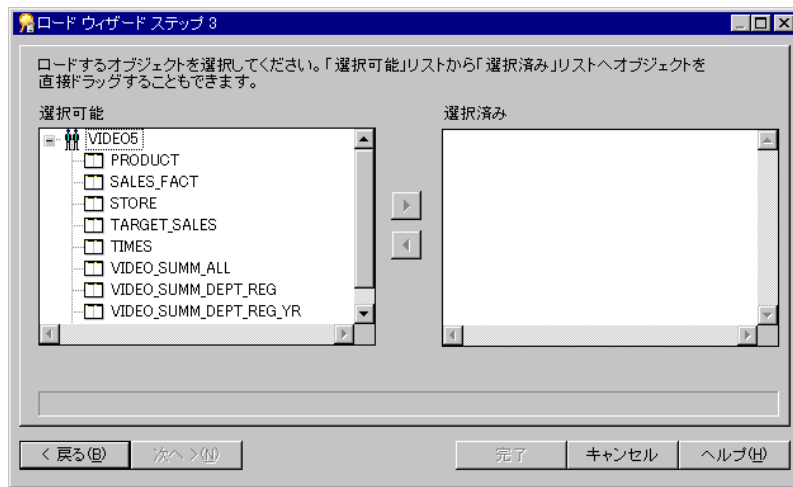 ロード ウィザード ステップ 3
ロードするオブジェクトを選択してください。「選択可能」リストから「選択済み」リストへオブジェクトを
直接ドラッグすることもできます。
選択可能
選択済み
VIDEO5
PRODUCT
SALES_FACT
STORE
TARGET_SALES
TIMES
VIDEO_SUMM_ALL
VIDEO_SUMM_DEPT_REG
VIDEO_SUMM_DEPT_REG_YR
< 戻る(B)
次へ >(N)
完了
キャンセル
ヘルプ(H)